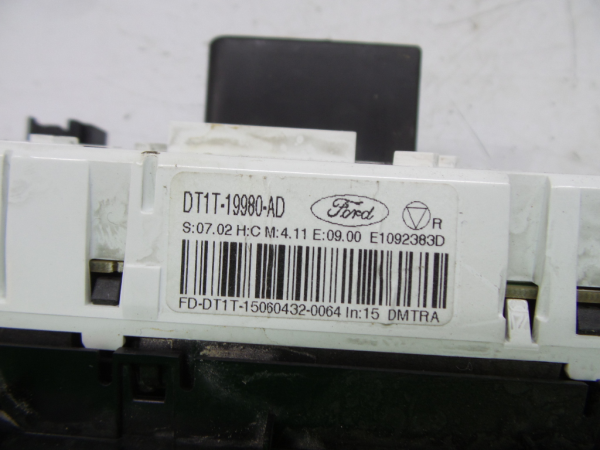 DT1T-19980-AD Ford R
S:07.02 H:C M:4.11 E:09.00 E1092383D
FD-DT1T-15060432-0064 In:15 DMTRA